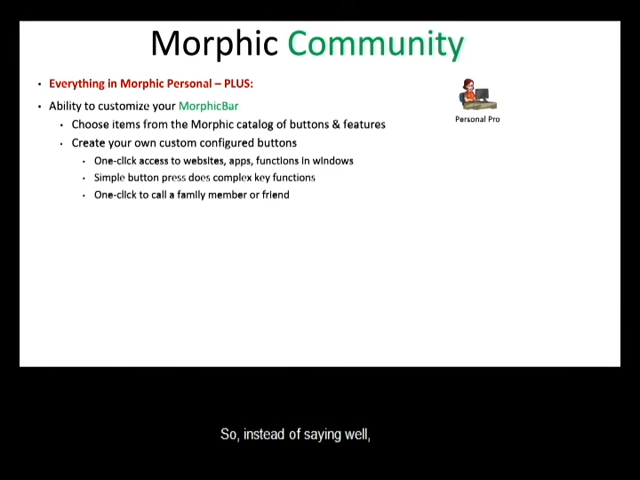 Morphic Community
• Everything in Morphic Personal – PLUS:
• Ability to customize your MorphicBar
• Choose items from the Morphic catalog of buttons & features
• Create your own custom configured buttons
• One-click access to websites, apps, functions in windows
• Simple button press does complex key functions
• One-click to call a family member or friend
Personal Pro
So, instead of saying well,